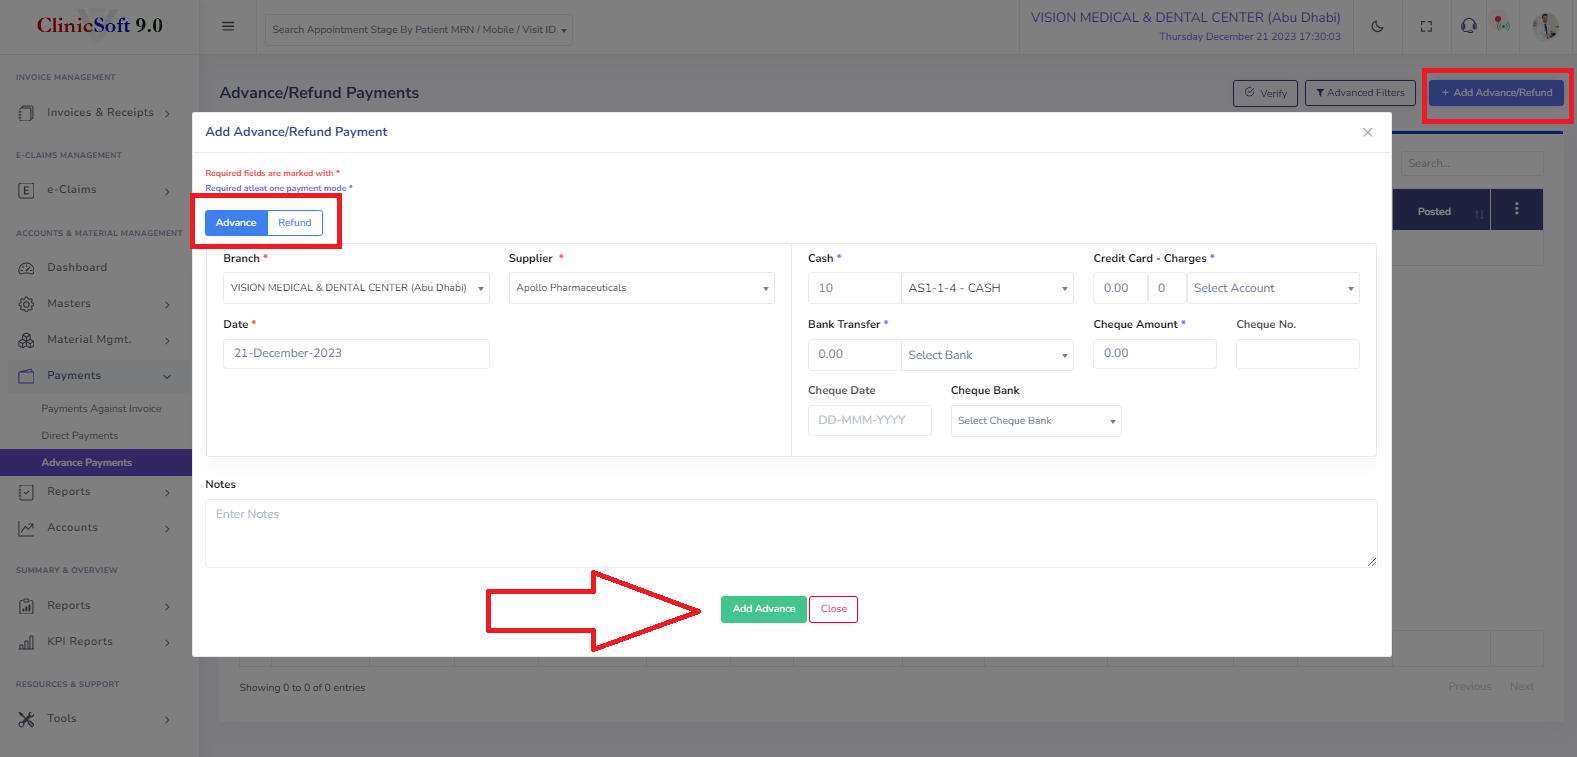 ClinicSoft 9.0
Search Appointment Stage By Patient MRN / Mobile / Visit ID
VISION MEDICAL & DENTAL CENTER (Abu Dhabi)
Thursday December 21 2023 17:30:03
INVOICE MANAGEMENT
Invoices & Receipts
E-CLAIMS MANAGEMENT
e-Claims
ACCOUNTS & MATERIAL MANAGEMENT
Dashboard
Masters
Material Mgmt.
Payments
Payments Against Invoice
Direct Payments
Advance Payments
Reports
Accounts
SUMMARY & OVERVIEW
Reports
KPI Reports
RESOURCES & SUPPORT
Tools
Advance/Refund Payments
Verify
Advanced Filters
+ Add Advance/Refund
Search...
Posted
Add Advance/Refund Payment
Required fields are marked with *
Required atleat one payment mode *
Advance Refund
Branch * Supplier *
VISION MEDICAL & DENTAL CENTER (Abu Dhabi) Apollo Pharmaceuticals
Date *
21-December-2023
Cash * Credit Card - Charges *
10 AS1-1-4 - CASH 0.00 0 Select Account
Bank Transfer * Cheque Amount * Cheque No.
0.00 Select Bank 0.00
Cheque Date Cheque Bank
DD-MMM-YYYY Select Cheque Bank
Notes
Enter Notes
Add Advance Close
Showing 0 to 0 of 0 entries
Previous Next